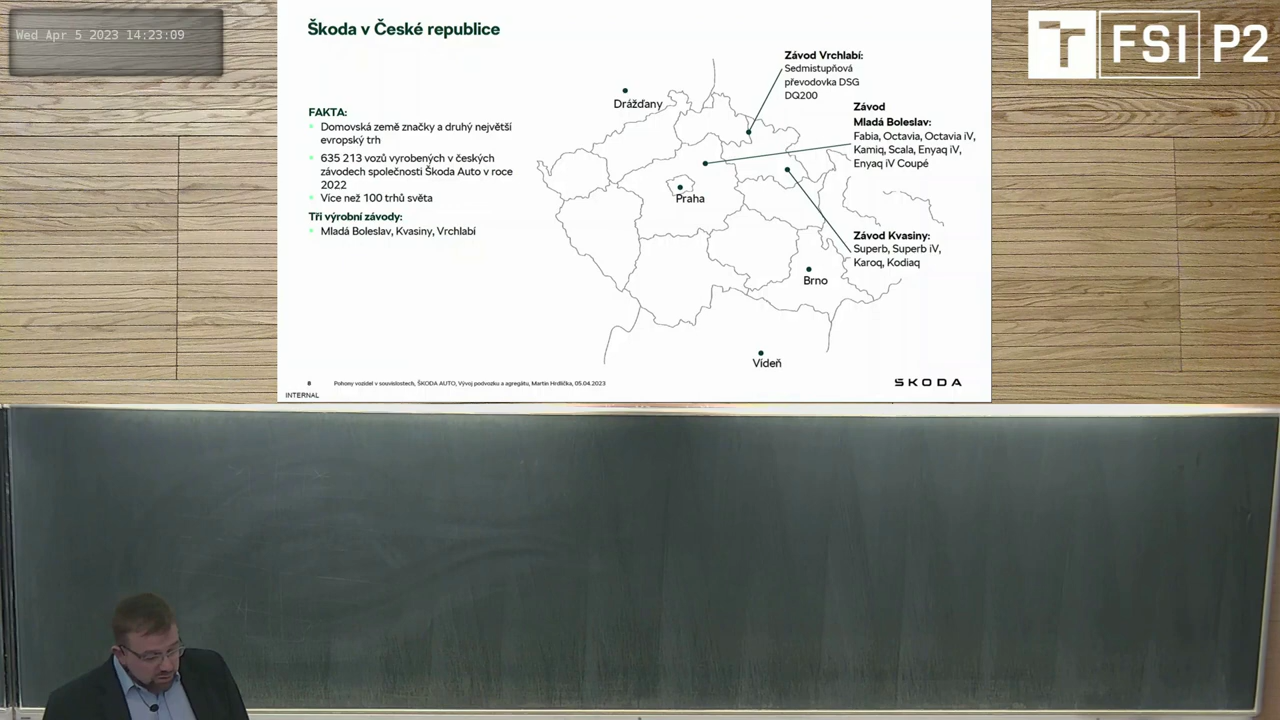 Wed Apr 5 2023 14:23:09
T FSI P2
Škoda v České republice
FAKTA:
Domovská země značky a druhý největší
evropský trh
635 213 vozů vyrobených v českých
závodech společnosti Škoda Auto v roce
2022
Více než 100 trhů světa
Tři výrobní závody:
Mladá Boleslav, Kvasiny, Vrchlabí
Drážďany
Praha
Brno
Vídeň
Závod Vrchlabí:
Sedmistupňová
převodovka DSG
DQ200
Závod
Mladá Boleslav:
Fabia, Octavia, Octavia iV,
Kamiq, Scala, Enyaq iV,
Enyaq iV Coupé
Závod Kvasiny:
Superb, Superb iV,
Karoq, Kodiaq
8 Pohony vozidel v souvislostech, ŠKODA AUTO, Vývoj podvozku a agregátu, Martin Hrdlička, 05.04.2023
ŠKODA
INTERNAL